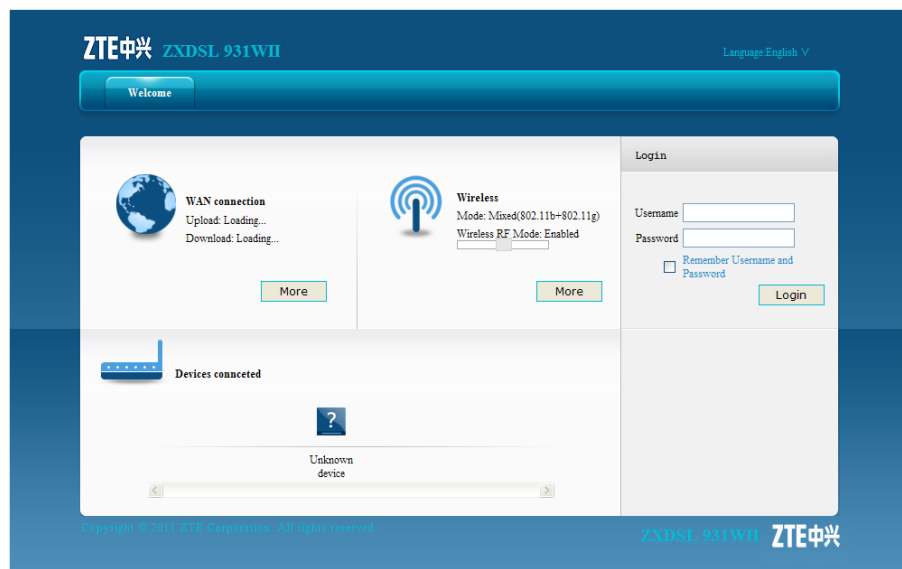 ZTE中兴 ZXDSL 931WII
Language:English V
Welcome
WAN connection
Upload: Loading...
Download: Loading...
More
Wireless
Mode: Mixed(802.11b+802.11g)
Wireless RF Mode: Enabled
More
Login
Username
Password
Remember Username and
Password
Login
Devices connceted
?
Unknown
device
Copyright © 2011 ZTE Corporation. All rights reserved.
ZXDSL 931WII ZTE中兴